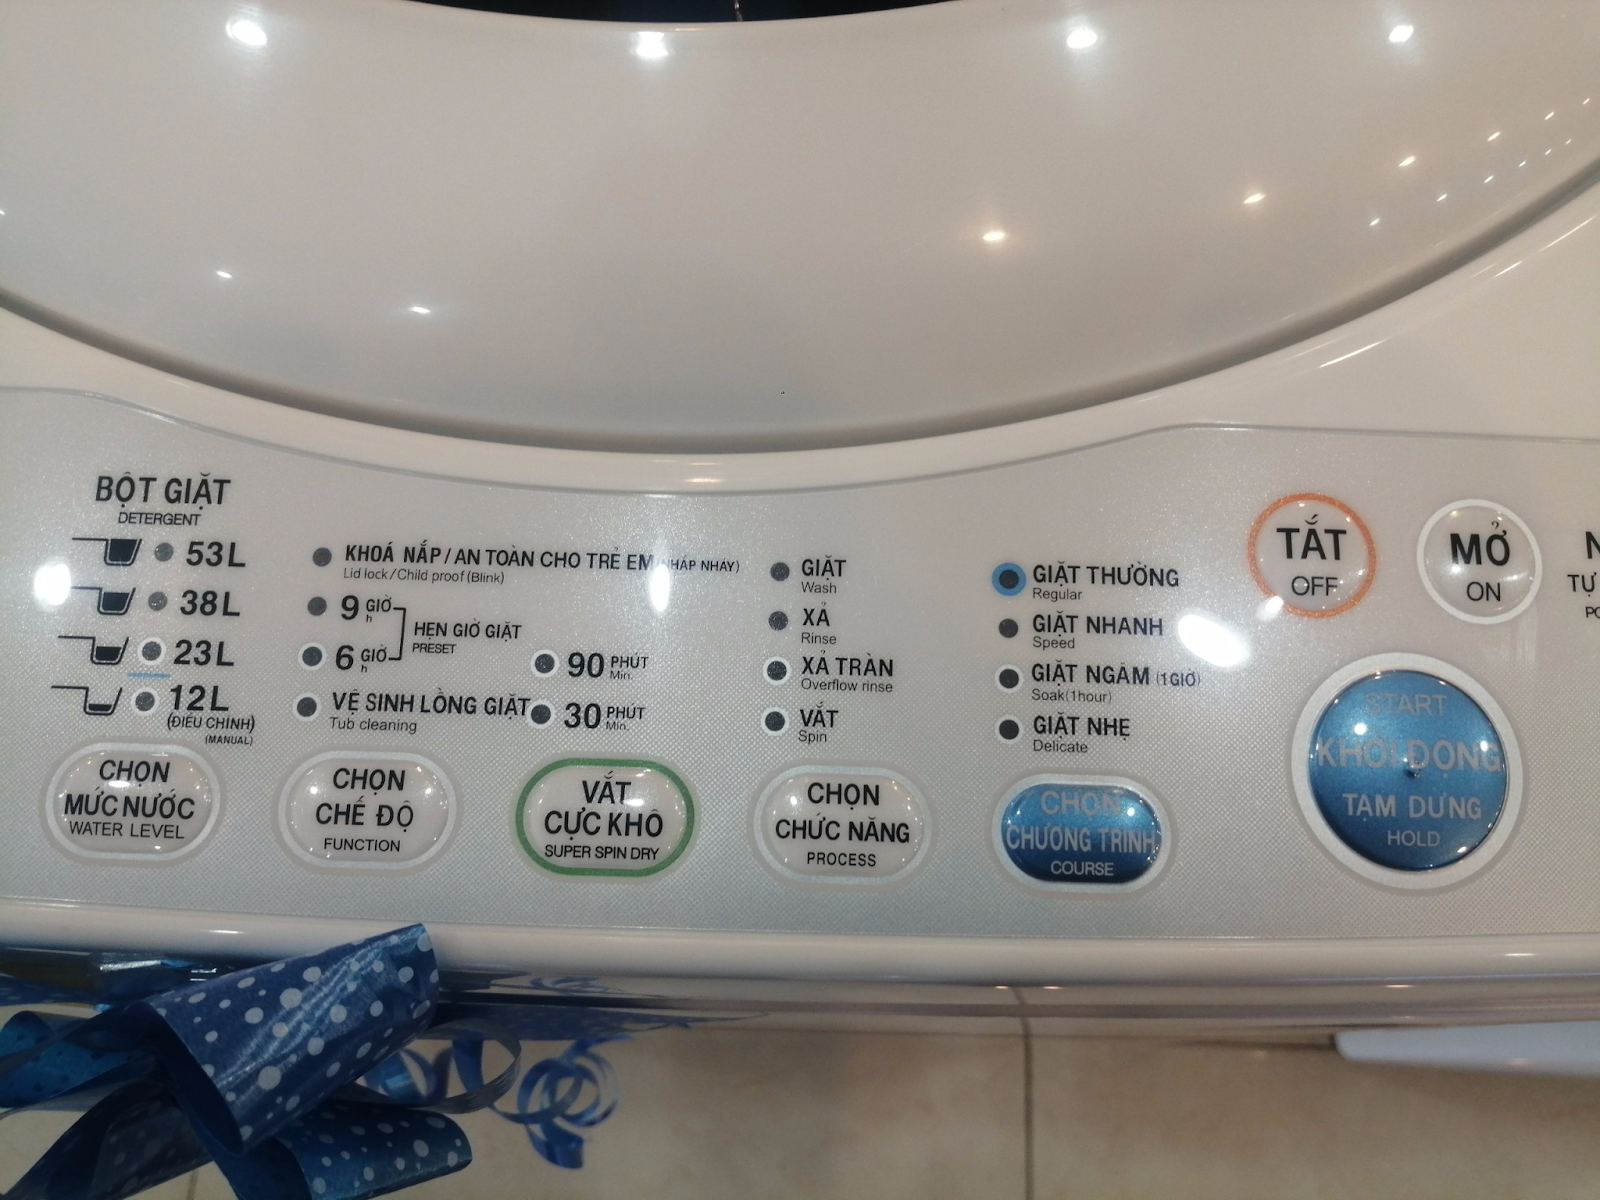 BỘT GIẶT
DETERGENT
53L
38L
23L
12L
(ĐIỀU CHỈNH)
(MANUAL)
CHỌN
MỨC NƯỚC
WATER LEVEL
KHOÁ NẮP/AN TOÀN CHO TRẺ EM (NHẤP NHÁY)
Lid lock/Child proof(Blink)
9 GIỜ
h
6 GIỜ
h
HẸN GIỜ GIẶT
PRESET
VỆ SINH LỒNG GIẶT
Tub cleaning
CHỌN
CHẾ ĐỘ
FUNCTION
90 PHÚT
Min.
30 PHÚT
Min.
VẮT
CỰC KHÔ
SUPER SPIN DRY
GIẶT
Wash
XẢ
Rinse
XẢ TRÀN
Overflow rinse
VẮT
Spin
CHỌN
CHỨC NĂNG
PROCESS
GIẶT THƯỜNG
Regular
GIẶT NHANH
Speed
GIẶT NGÂM (1GIỜ)
Soak(1hour)
GIẶT NHẸ
Delicate
CHỌN
CHƯƠNG TRÌNH
COURSE
TẮT
OFF
MỞ
ON
START
KHỞI ĐỘNG
TẠM DỪNG
HOLD